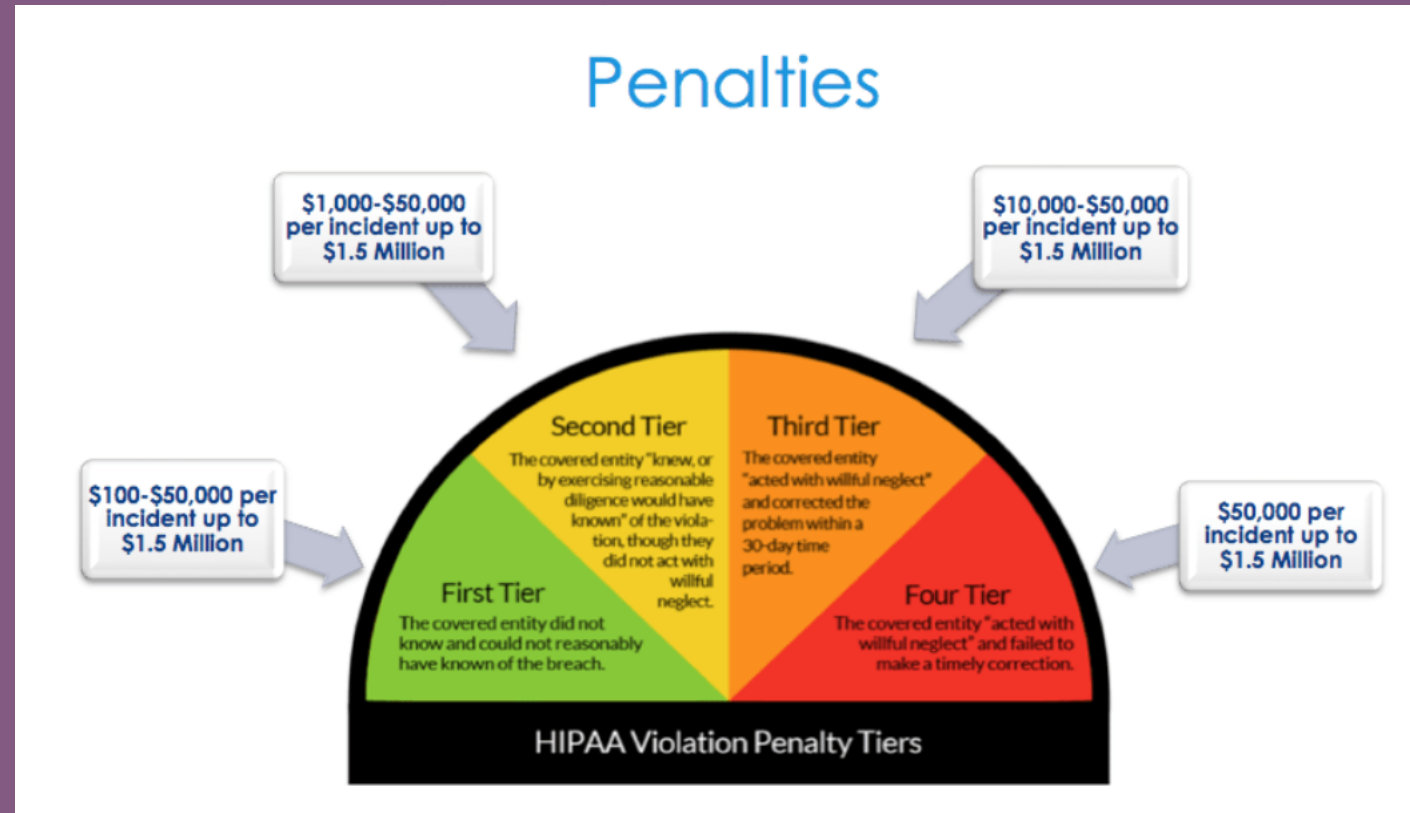 Penalties
$1,000-$50,000
per incident up to
$1.5 Million
$10,000-$50,000
per incident up to
$1.5 Million
Second Tier
The covered entity "knew, or
by exercising reasonable
diligence would have
known" of the viola-
tion, though they
did not act with
willful
neglect.
Third Tier
The covered entity
"acted with willful neglect"
and corrected the
problem within a
30-day time
period.
$100-$50,000 per
incident up to
$1.5 Million
$50,000 per
incident up to
$1.5 Million
First Tier
The covered entity did not
know and could not reasonably
have known of the breach.
Four Tier
The covered entity "acted with
willful neglect" and failed to
make a timely correction.
HIPAA Violation Penalty Tiers